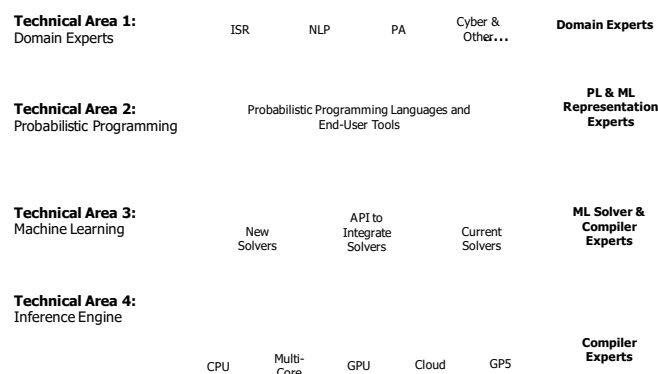 Technical Area 1:
Domain Experts
ISR
NLP
PA
Cyber &
Other...
Domain Experts
Technical Area 2:
Probabilistic Programming
Probabilistic Programming Languages and
End-User Tools
PL & ML
Representation
Experts
Technical Area 3:
Machine Learning
New
Solvers
API to
Integrate
Solvers
Current
Solvers
ML Solver &
Compiler
Experts
Technical Area 4:
Inference Engine
CPU
Multi-
Core
GPU
Cloud
GP5
Compiler
Experts